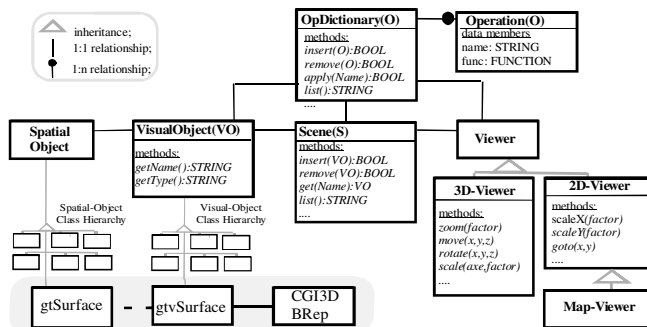 inheritance;
1:1 relationship;
1:n relationship;
OpDictionary(O)
methods:
insert(O):BOOL
remove(O):BOOL
apply(Name):BOOL
list():STRING
....
Operation(O)
data members
name: STRING
func: FUNCTION
Spatial
Object
VisualObject(VO)
methods:
getName():STRING
getType():STRING
Scene(S)
methods:
insert(VO):BOOL
remove(VO):BOOL
get(Name):VO
list():STRING
....
Viewer
Spatial-Object
Class Hierarchy
Visual-Object
Class Hierarchy
3D-Viewer
methods:
zoom(factor)
move(x,y,z)
rotate(x,y,z)
scale(axe,factor)
....
2D-Viewer
methods:
scaleX(factor)
scaleY(factor)
goto(x,y)
....
Map-Viewer
gtSurface
gtvSurface
CGI3D
BRep